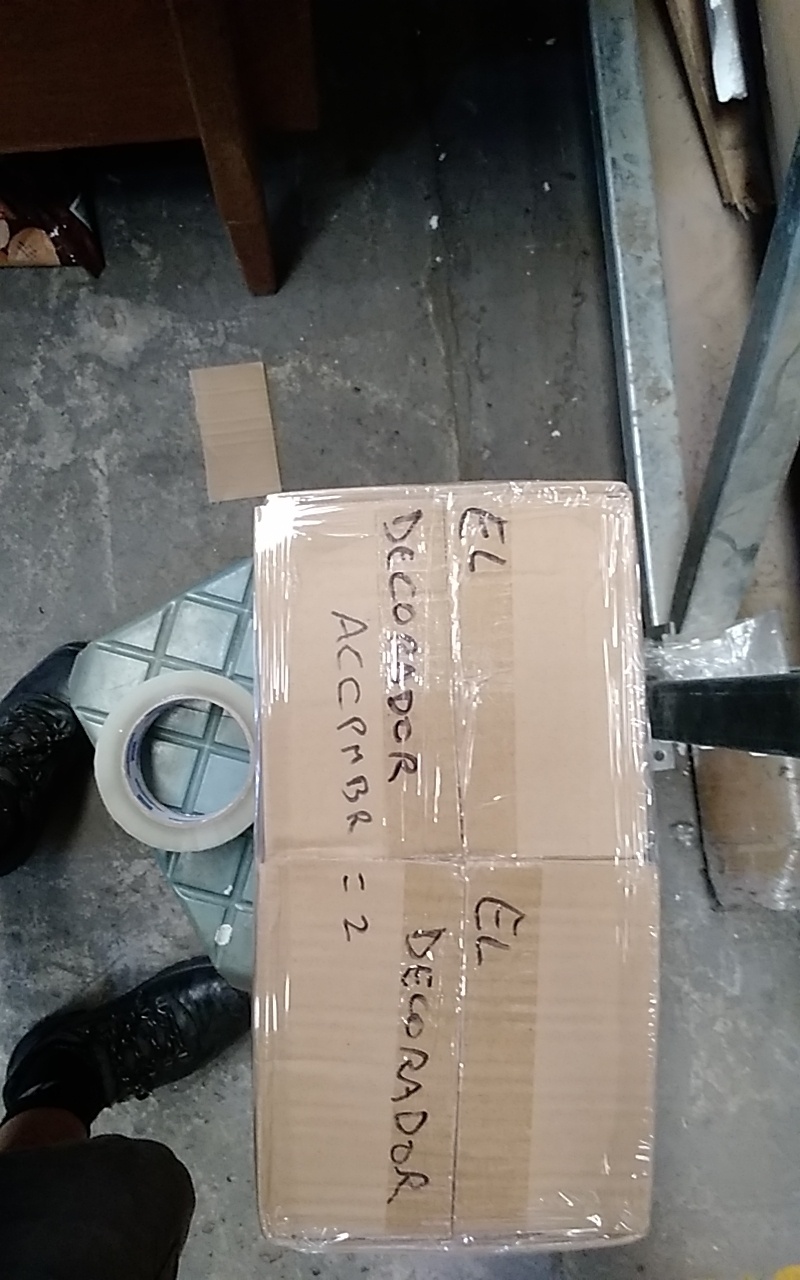 EL
DECORADOR
ACCPMBR = 2
EL
DECORADOR